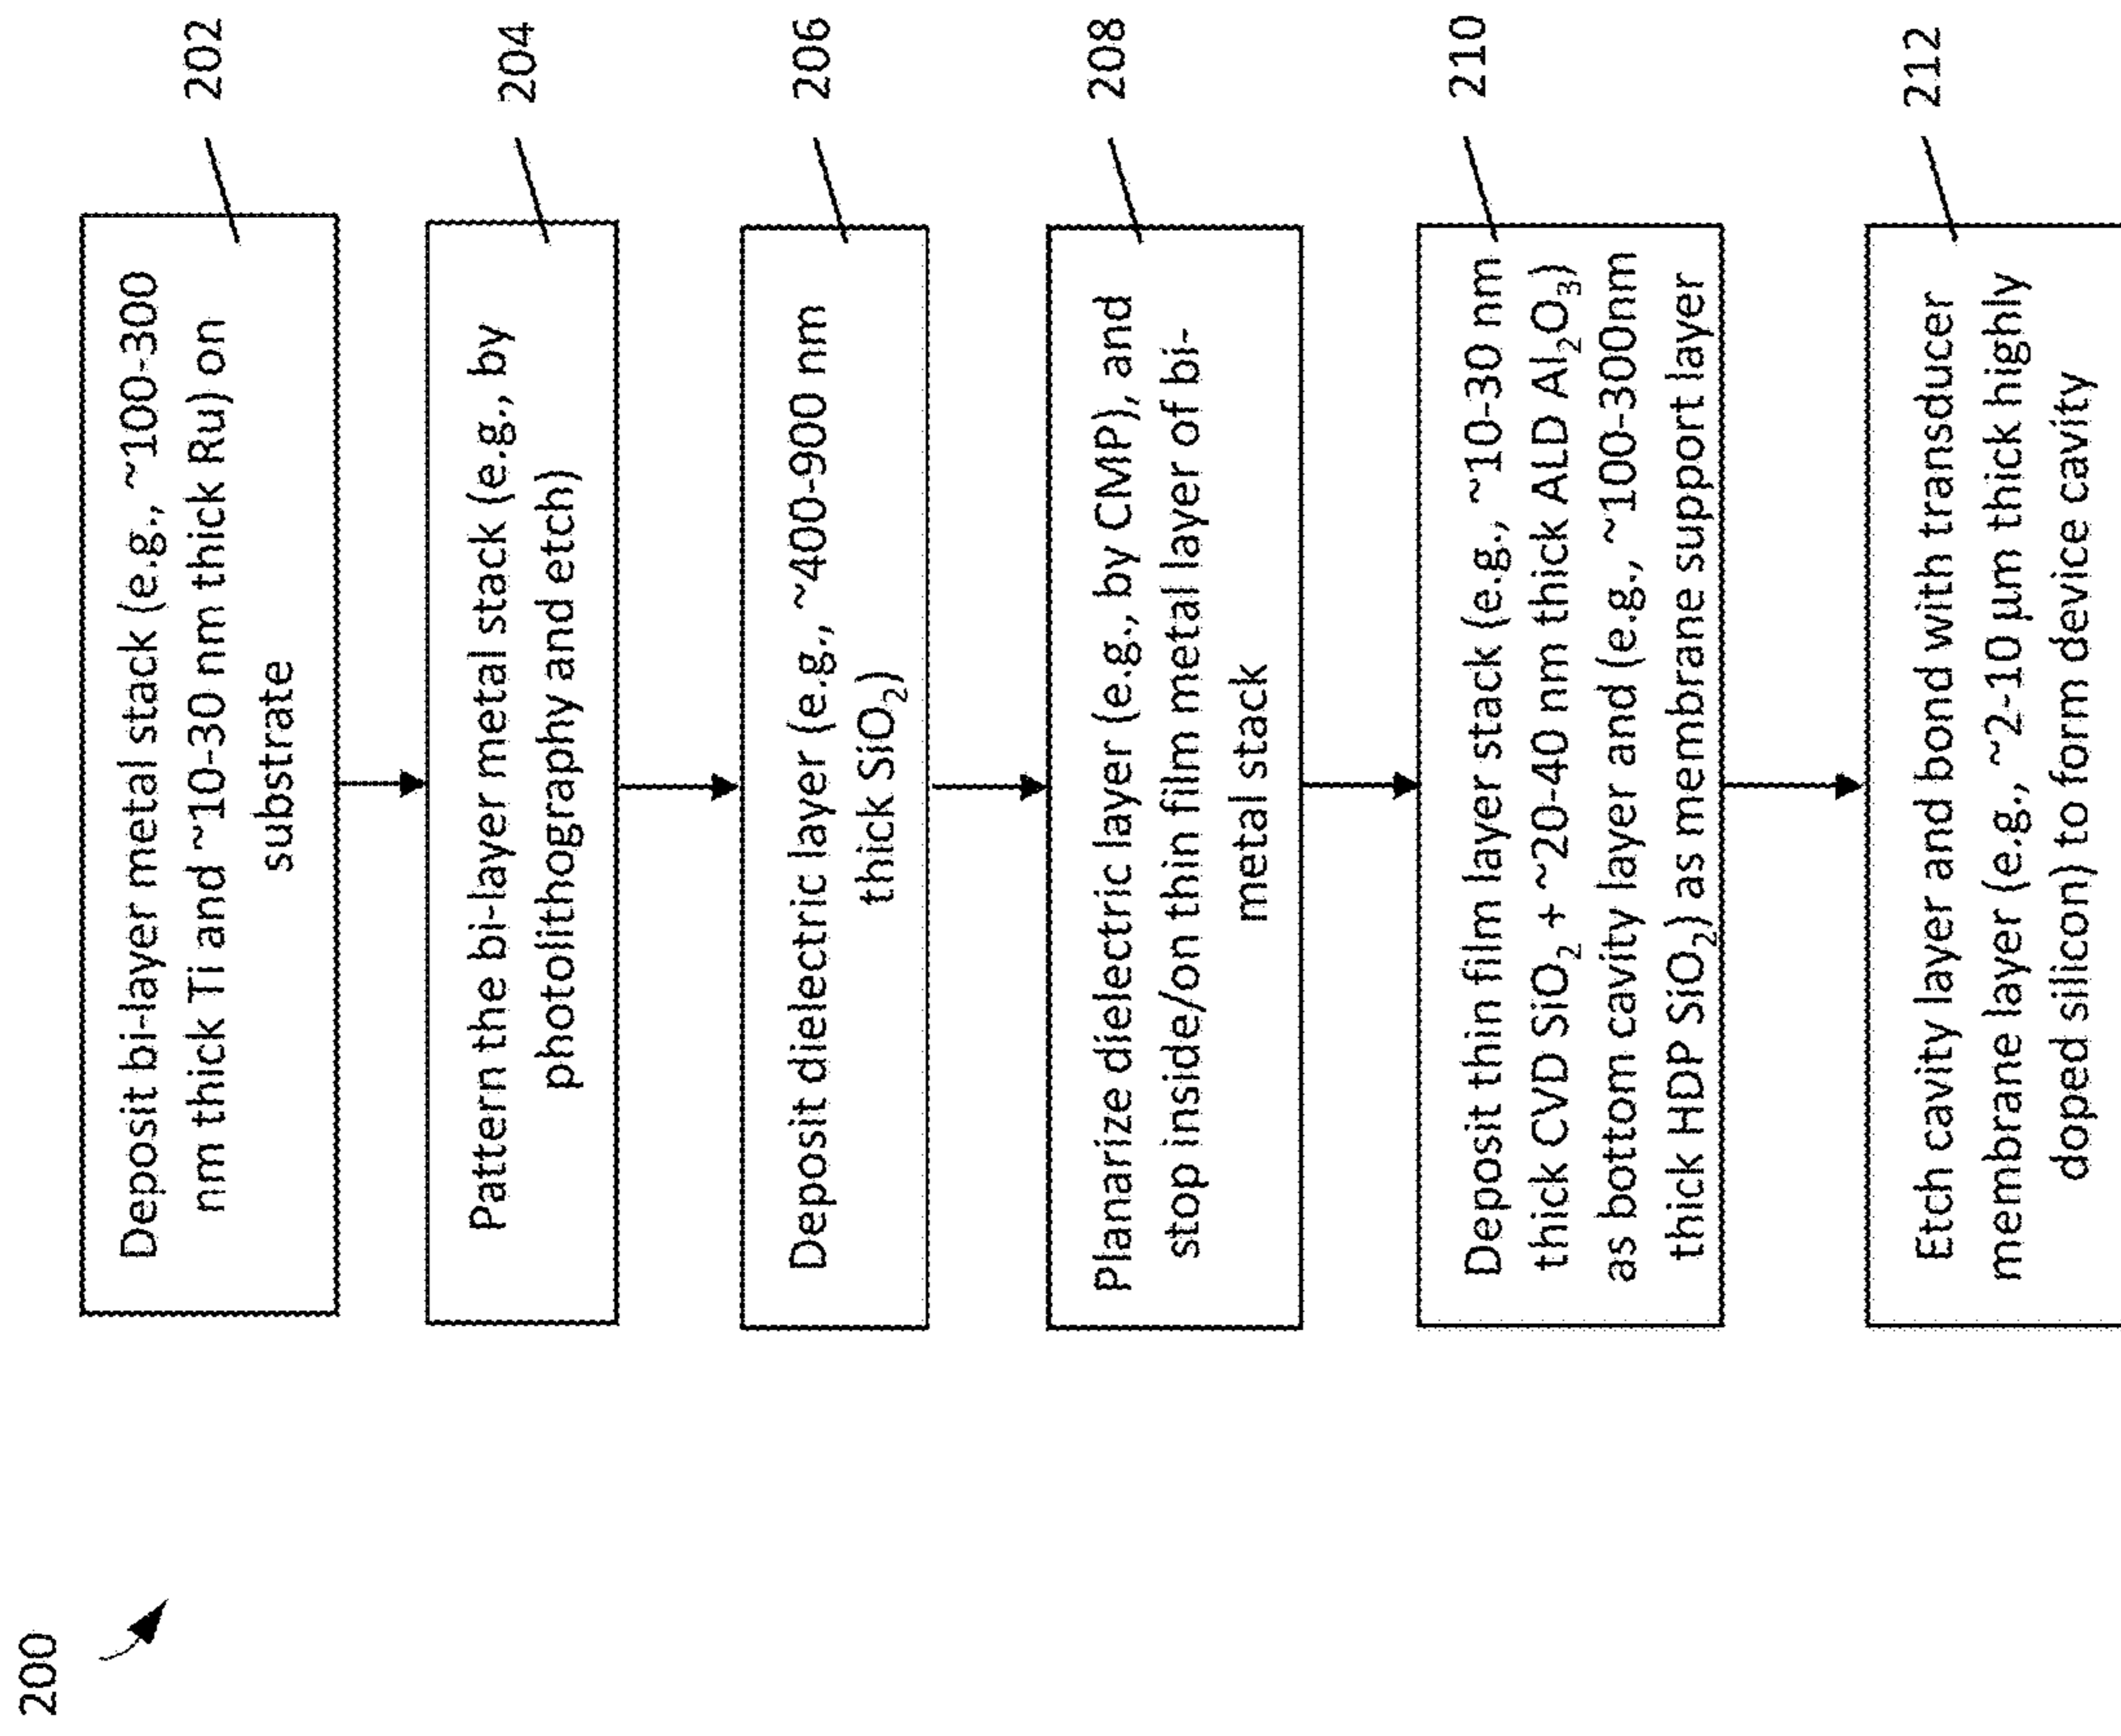 200
Deposit bi-layer metal stack (e.g., ~100-300
nm thick Ti and ~10-30 nm thick Ru) on
substrate
202
Pattern the bi-layer metal stack (e.g., by
photolithography and etch)
204
Deposit dielectric layer (e.g., ~400-900 nm
thick SiO₂)
206
Planarize dielectric layer (e.g., by CMP), and
stop inside/on thin film metal layer of bi-
metal stack
208
Deposit thin film layer stack (e.g., ~10-30 nm
thick CVD SiO₂ + ~20-40 nm thick ALD Al₂O₃)
as bottom cavity layer and (e.g., ~100-300nm
thick HDP SiO₂) as membrane support layer
210
Etch cavity layer and bond with transducer
membrane layer (e.g., ~2-10 µm thick highly
doped silicon) to form device cavity
212